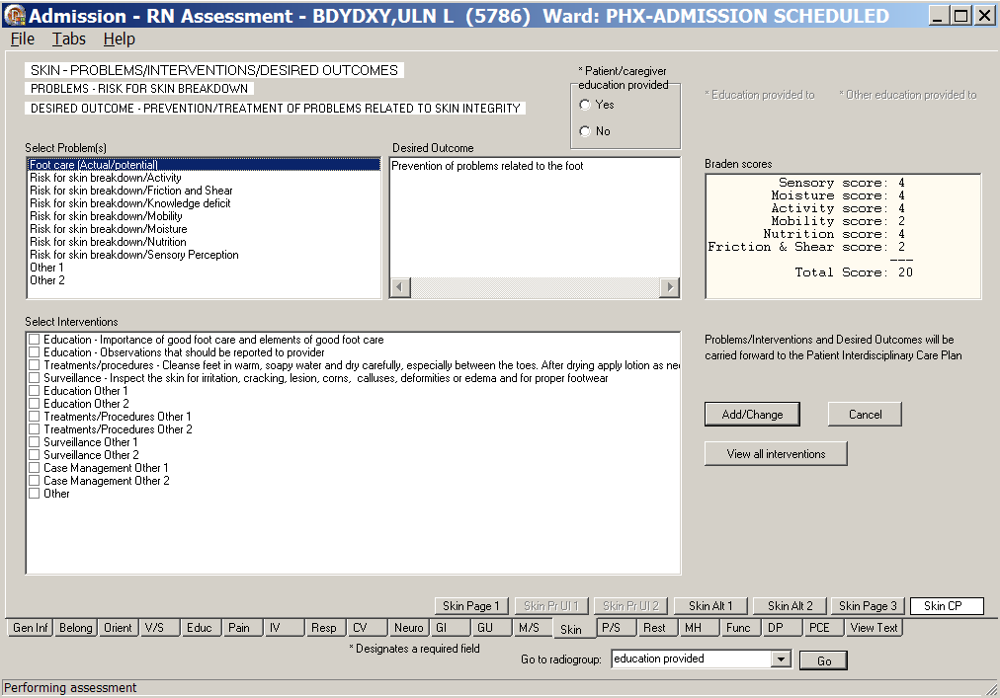 Admission - RN Assessment - BDYDXY,ULN L (5786) Ward: PHX-ADMISSION SCHEDULED
File Tabs Help
SKIN - PROBLEMS/INTERVENTIONS/DESIRED OUTCOMES
PROBLEMS - RISK FOR SKIN BREAKDOWN
DESIRED OUTCOME - PREVENTION/TREATMENT OF PROBLEMS RELATED TO SKIN INTEGRITY
* Patient/caregiver
education provided
Yes
No
* Education provided to
* Other education provided to
Select Problem(s)
Foot care (Actual/potential)
Risk for skin breakdown/Activity
Risk for skin breakdown/Friction and Shear
Risk for skin breakdown/Knowledge deficit
Risk for skin breakdown/Mobility
Risk for skin breakdown/Moisture
Risk for skin breakdown/Nutrition
Risk for skin breakdown/Sensory Perception
Other 1
Other 2
Desired Outcome
Prevention of problems related to the foot
Braden scores
Sensory score: 4
Moisture score: 4
Activity score: 4
Mobility score: 2
Nutrition score: 4
Friction & Shear score: 2
---
Total Score: 20
Select Interventions
Education - Importance of good foot care and elements of good foot care
Education - Observations that should be reported to provider
Treatments/procedures - Cleanse feet in warm, soapy water and dry carefully, especially between the toes. After drying apply lotion as nee
Surveillance - Inspect the skin for irritation, cracking, lesion, corns, calluses, deformities or edema and for proper footwear
Education Other 1
Education Other 2
Treatments/Procedures Other 1
Treatments/Procedures Other 2
Surveillance Other 1
Surveillance Other 2
Case Management Other 1
Case Management Other 2
Other
Problems/Interventions and Desired Outcomes will be
carried forward to the Patient Interdisciplinary Care Plan
Add/Change
Cancel
View all interventions
Skin Page 1 Skin Pr Ul 1 Skin Pr Ul 2 Skin Alt 1 Skin Alt 2 Skin Page 3 Skin CP
Gen Inf Belong Orient V/S Educ Pain IV Resp CV Neuro GI GU M/S Skin P/S Rest MH Func DP PCE View Text
* Designates a required field
Go to radiogroup: education provided Go
Performing assessment